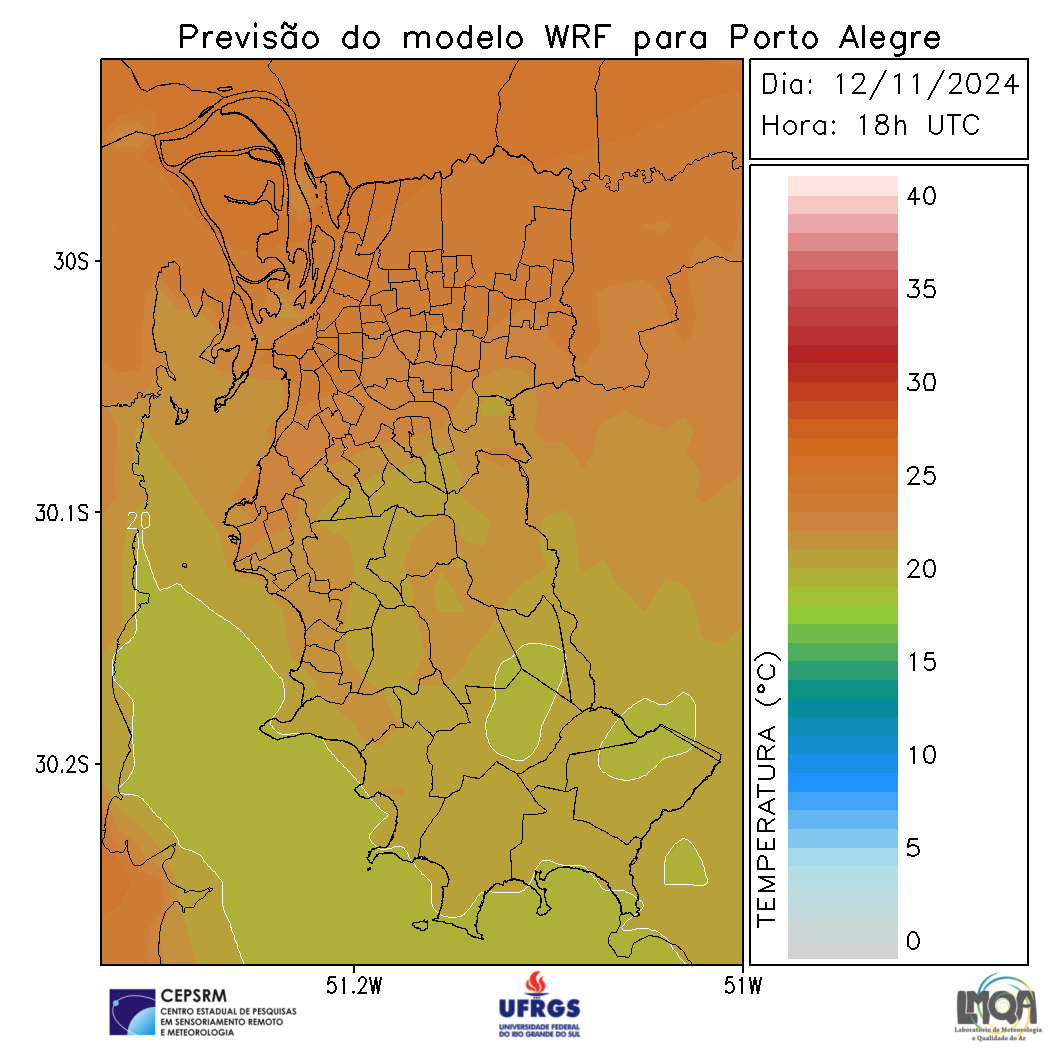 Previsão do modelo WRF para Porto Alegre
Dia: 12/11/2024
Hora: 18h UTC
40
35
30
25
20
15
10
5
0
TEMPERATURA (°C)
30S
30.1S
30.2S
20
51.2W
51W
CEPSRM
CENTRO ESTADUAL DE PESQUISAS
EM SENSORIAMENTO REMOTO
E METEOROLOGIA
UFRGS
UNIVERSIDADE FEDERAL
DO RIO GRANDE DO SUL
LMQA
Laboratório de Meteorologia
e Qualidade do Ar